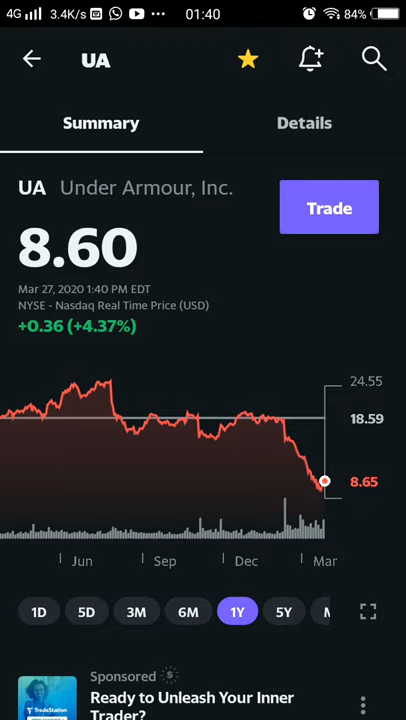 4G 3.4K/s 01:40 84%
UA
Summary Details
UA Under Armour, Inc.
Trade
8.60
Mar 27, 2020 1:40 PM EDT
NYSE - Nasdaq Real Time Price (USD)
+0.36 (+4.37%)
24.55
18.59
8.65
Jun Sep Dec Mar
1D 5D 3M 6M 1Y 5Y
Sponsored
TradeStation
Ready to Unleash Your Inner
Trader?